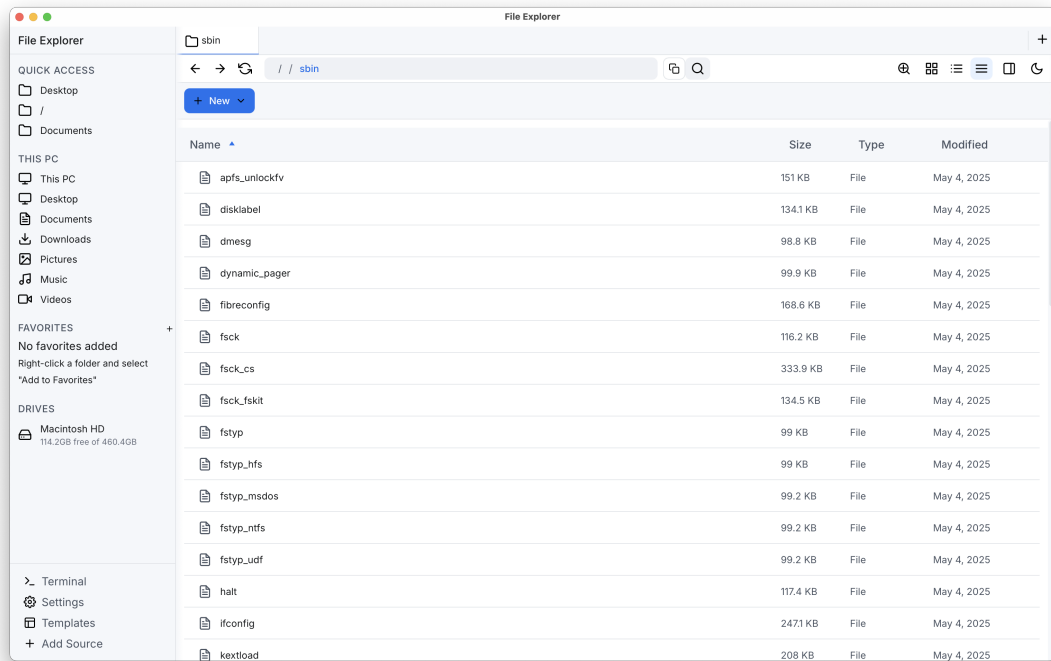 File Explorer
File Explorer
sbin
QUICK ACCESS
Desktop
/
Documents
THIS PC
This PC
Desktop
Documents
Downloads
Pictures
Music
Videos
FAVORITES +
No favorites added
Right-click a folder and select
"Add to Favorites"
DRIVES
Macintosh HD
114.2GB free of 460.4GB
Terminal
Settings
Templates
+ Add Source
/ / sbin
+ New
Name Size Type Modified
apfs_unlockfv 151 KB File May 4, 2025
disklabel 134.1 KB File May 4, 2025
dmesg 98.8 KB File May 4, 2025
dynamic_pager 99.9 KB File May 4, 2025
fibreconfig 168.6 KB File May 4, 2025
fsck 116.2 KB File May 4, 2025
fsck_cs 333.9 KB File May 4, 2025
fsck_fskit 134.5 KB File May 4, 2025
fstyp 99 KB File May 4, 2025
fstyp_hfs 99 KB File May 4, 2025
fstyp_msdos 99.2 KB File May 4, 2025
fstyp_ntfs 99.2 KB File May 4, 2025
fstyp_udf 99.2 KB File May 4, 2025
halt 117.4 KB File May 4, 2025
ifconfig 247.1 KB File May 4, 2025
kextload 208 KB File May 4, 2025